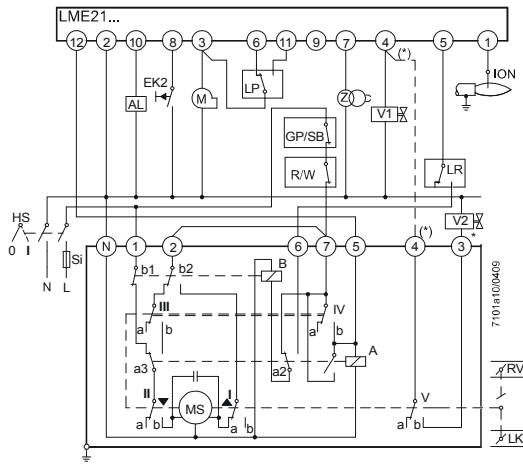 LME21...
12 2 10 8 3 6 11 9 7 4 (*) 5 1
ION
EK2
AL
M
LP
Z
V1
GP/SB
R/W
LR
HS
0 I
Si
N L
V2
(*)
*
N 1 2 6 7 5 4 3
b1 b2 B
III
a b
IV
a b
A
a3 a2
II
MS
I
V
a b a b a b
RV
LK
7101a10/0409